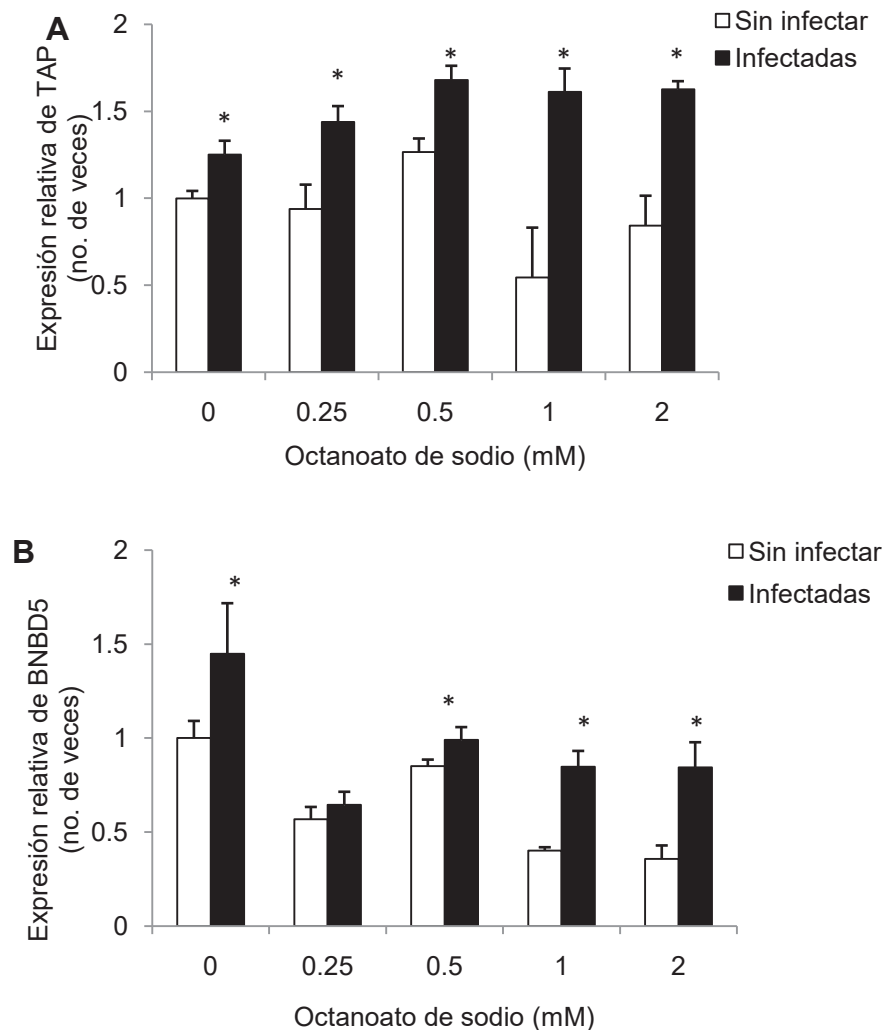 A
Sin infectar
Infectadas
Expresión relativa de TAP
(no. de veces)
2
1.5
1
0.5
0
* * * * *
0 0.25 0.5 1 2
Octanoato de sodio (mM)
B
Sin infectar
Infectadas
Expresión relativa de BNBD5
(no. de veces)
2
1.5
1
0.5
0
* * * *
0 0.25 0.5 1 2
Octanoato de sodio (mM)